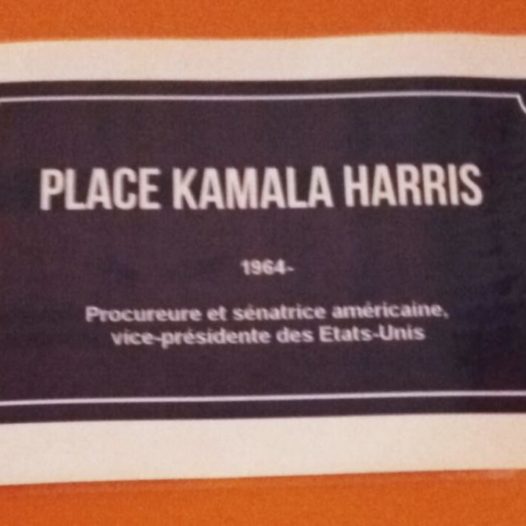 PLACE KAMALA HARRIS
1964-
Procureure et sénatrice américaine,
vice-présidente des Etats-Unis